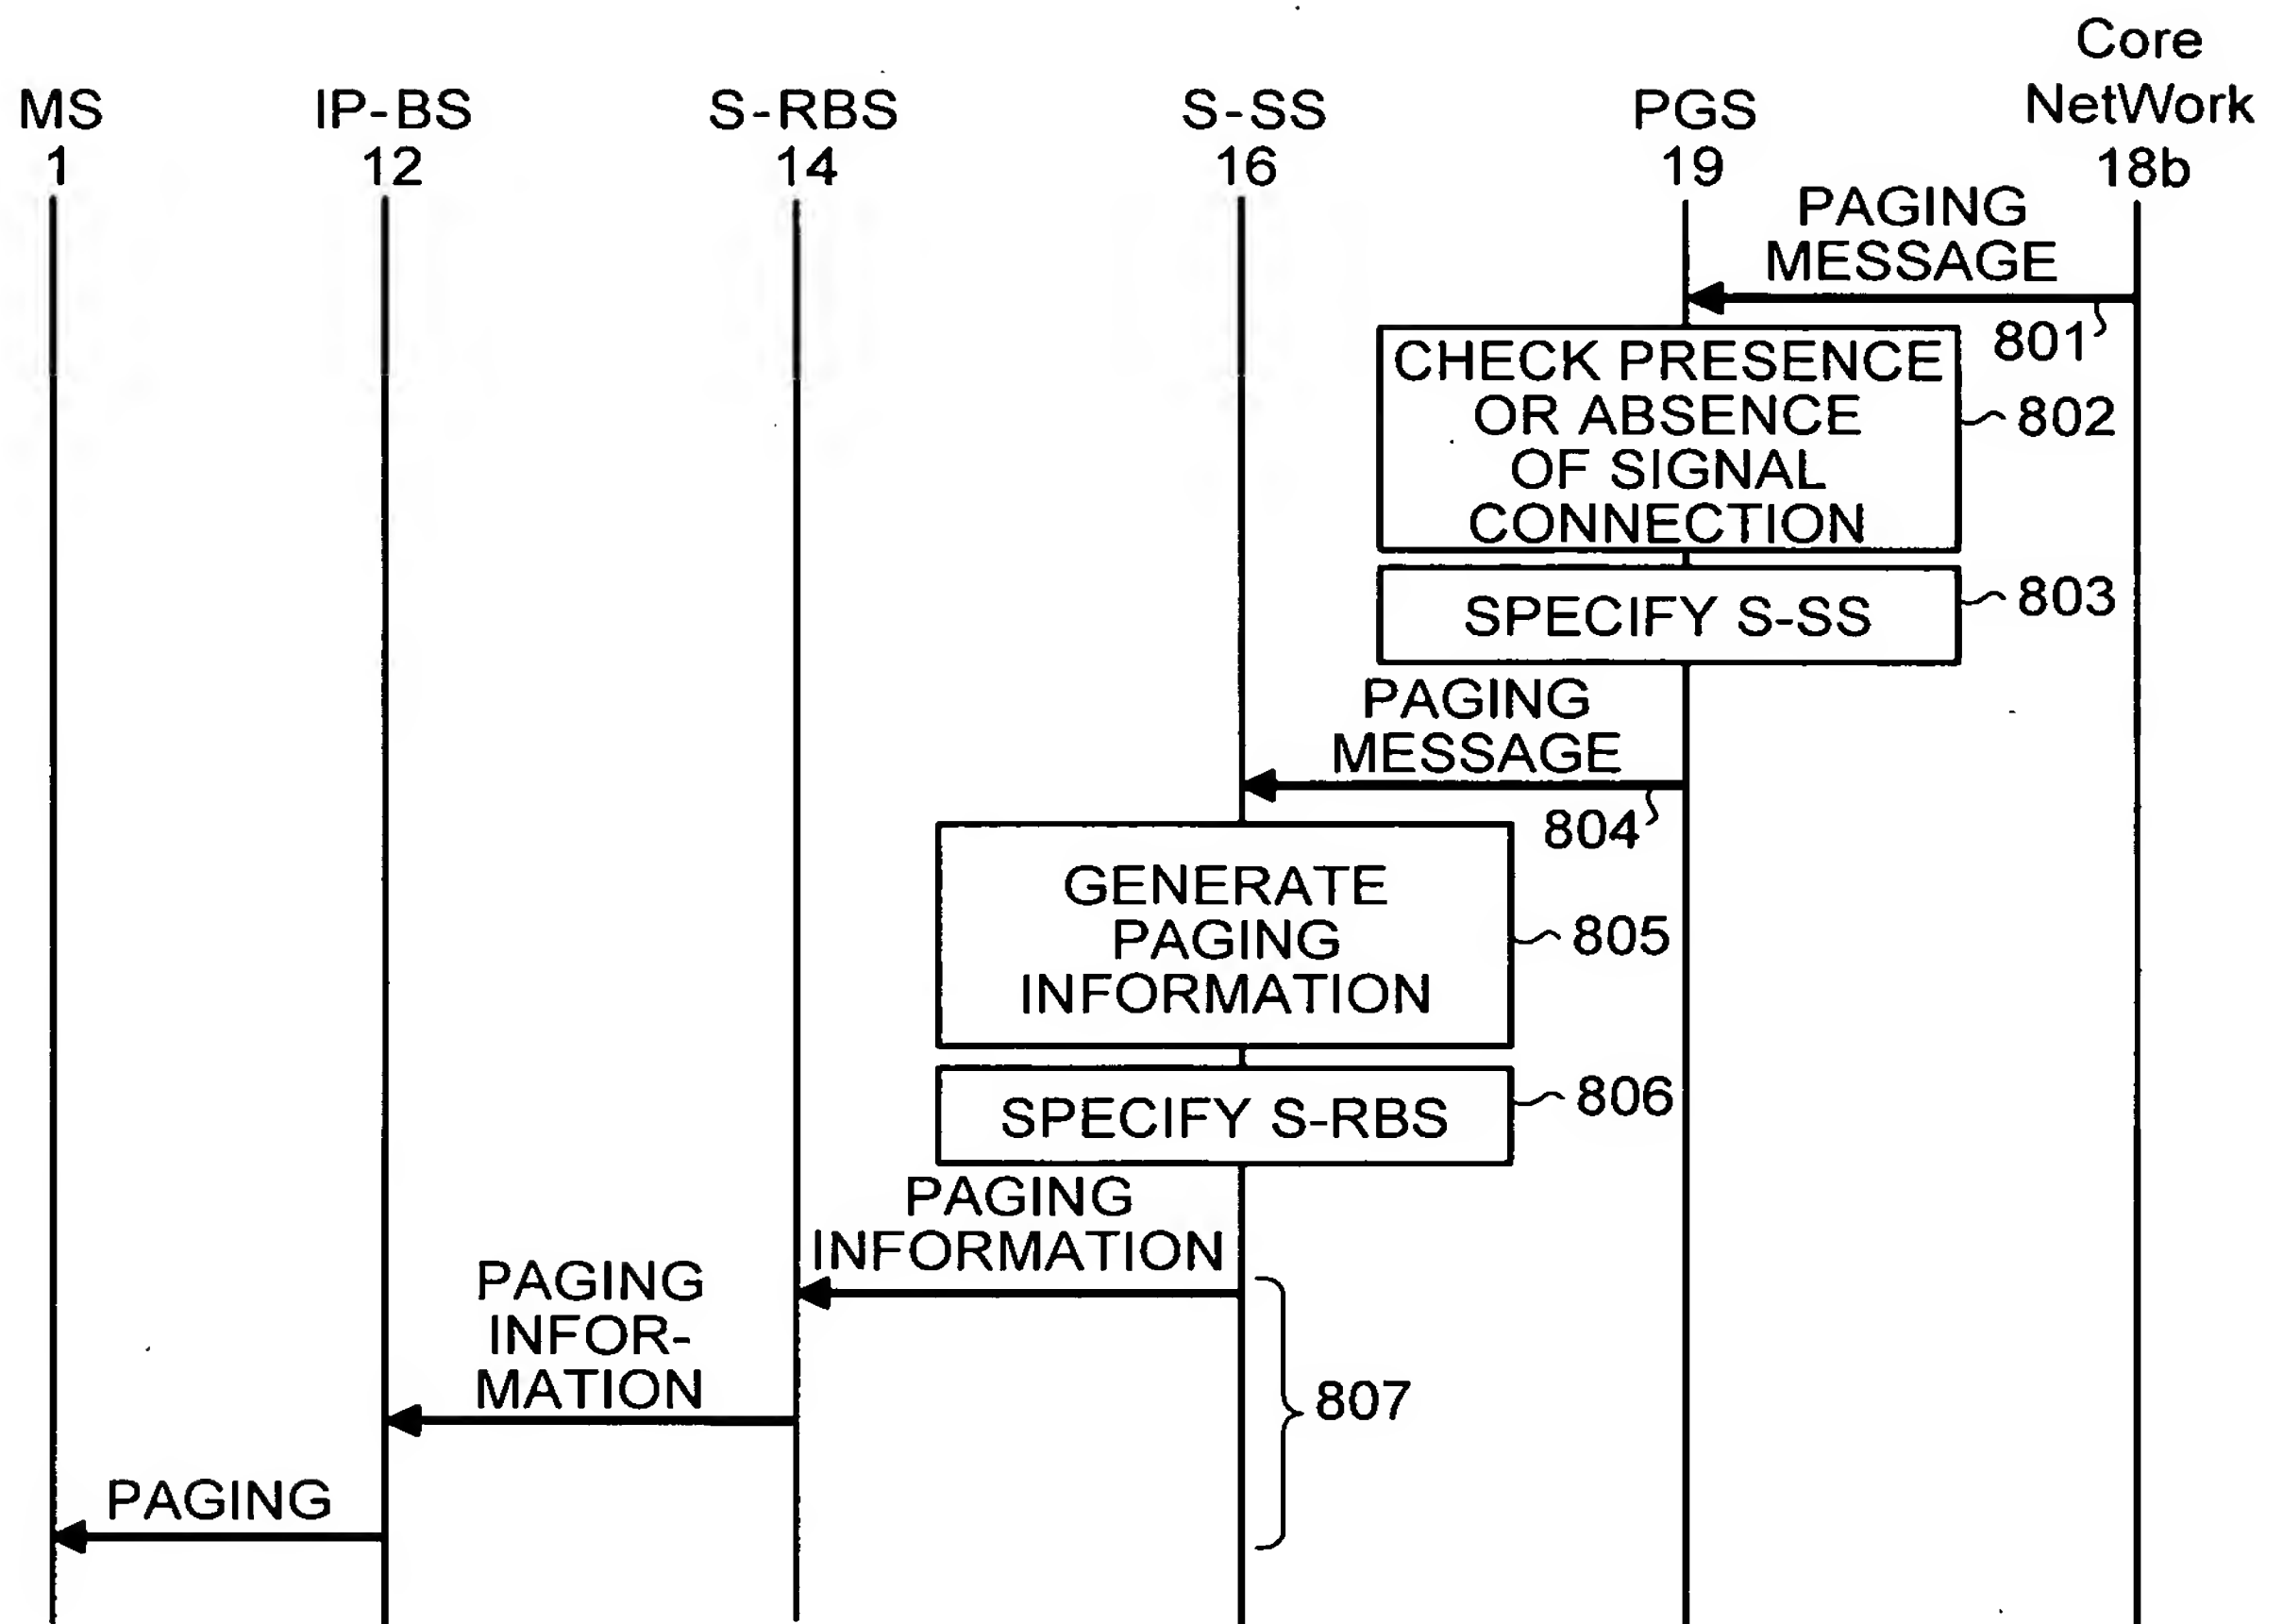 Core
MS IP-BS S-RBS S-SS PGS NetWork
1 12 14 16 19 18b
PAGING
MESSAGE
801
CHECK PRESENCE
OR ABSENCE
OF SIGNAL
CONNECTION
802
SPECIFY S-SS
803
PAGING
MESSAGE
804
GENERATE
PAGING
INFORMATION
805
SPECIFY S-RBS
806
PAGING
INFORMATION
PAGING
INFOR-
MATION
807
PAGING